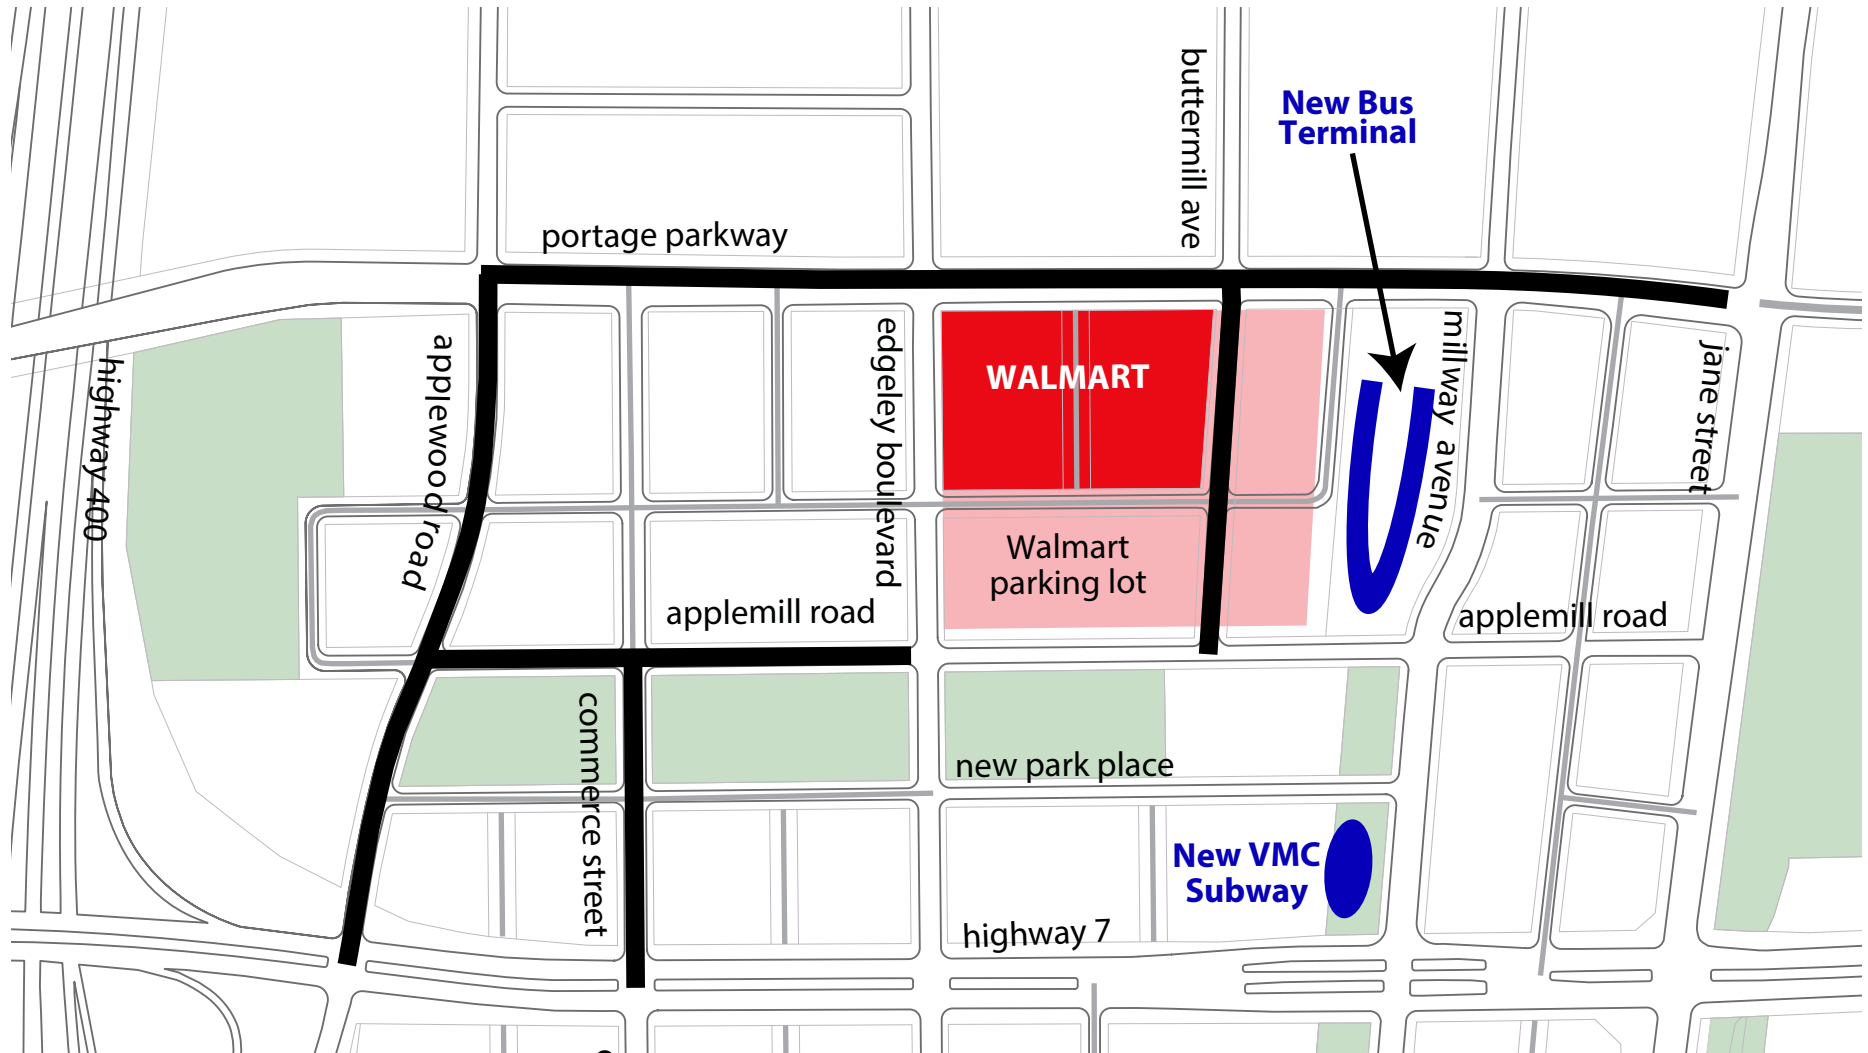 buttermill ave
New Bus
Terminal
portage parkway
highway 400
applewood road
edgeley boulevard
WALMART
millway avenue
jane street
Walmart
parking lot
applemill road
applemill road
commerce street
new park place
New VMC
Subway
highway 7